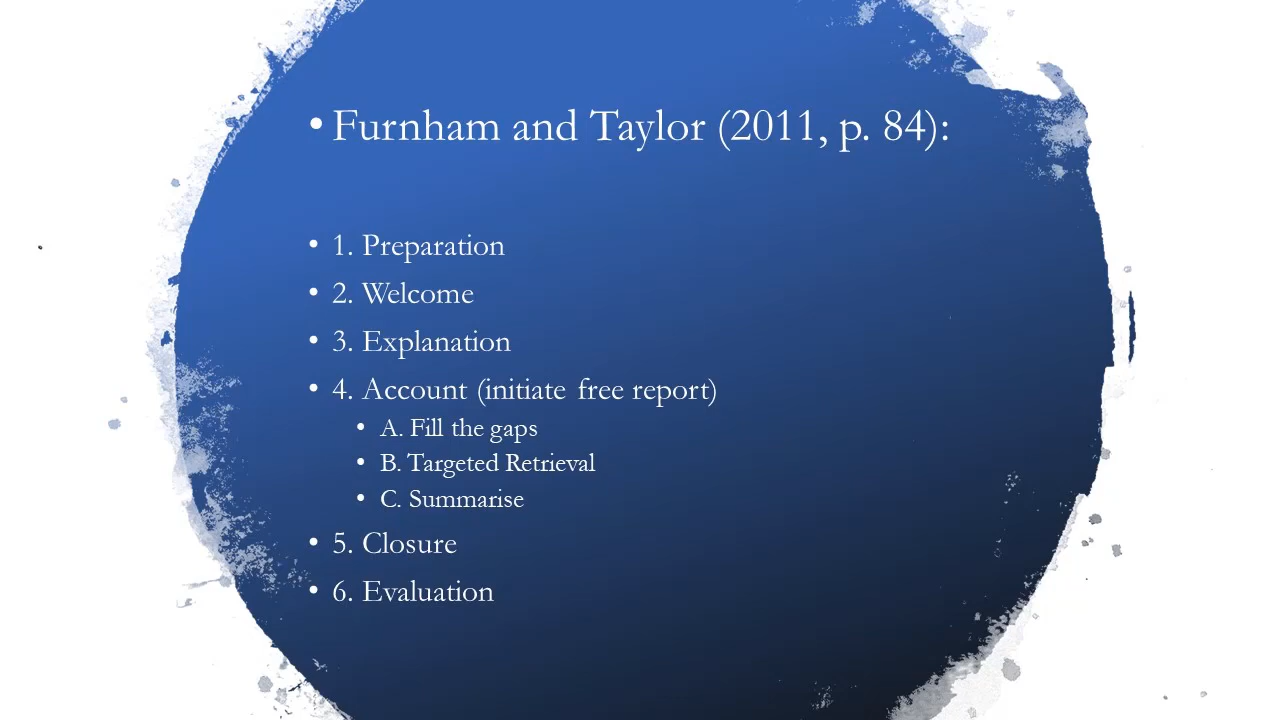 • Furnham and Taylor (2011, p. 84):
• 1. Preparation
• 2. Welcome
• 3. Explanation
• 4. Account (initiate free report)
• A. Fill the gaps
• B. Targeted Retrieval
• C. Summarise
• 5. Closure
• 6. Evaluation